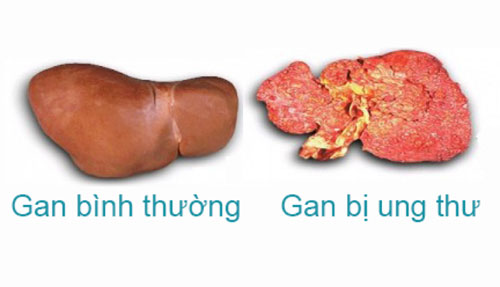 Gan bình thường
Gan bị ung thư